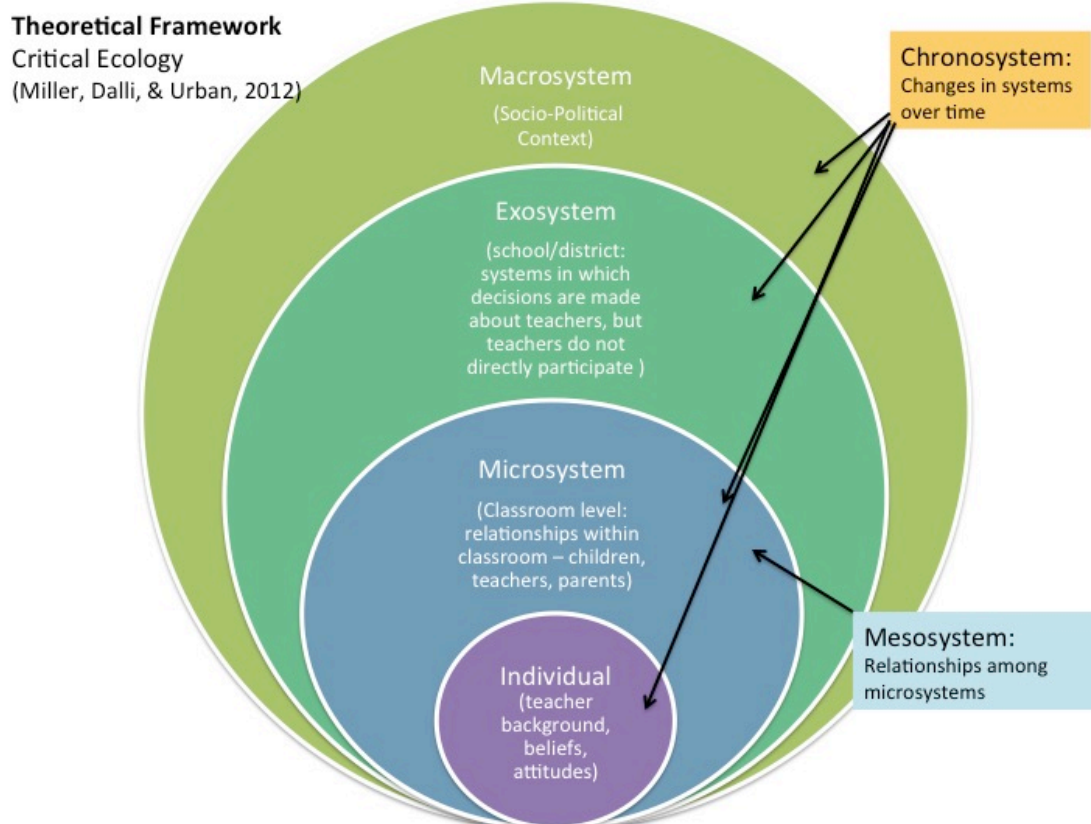 Theoretical Framework
Critical Ecology
(Miller, Dalli, & Urban, 2012)
Macrosystem
(Socio-Political
Context)
Chronosystem:
Changes in systems
over time
Exosystem
(school/district:
systems in which
decisions are made
about teachers, but
teachers do not
directly participate )
Microsystem
(Classroom level:
relationships within
classroom – children,
teachers, parents)
Mesosystem:
Relationships among
microsystems
Individual
(teacher
background,
beliefs,
attitudes)